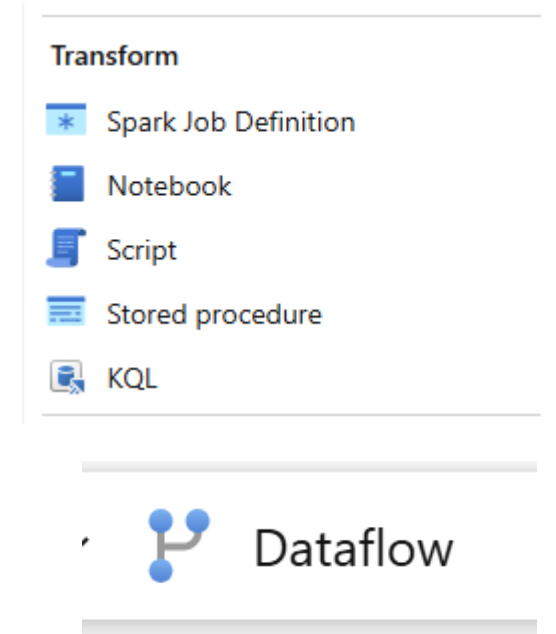 Transform
Spark Job Definition
Notebook
Script
Stored procedure
KQL
Dataflow